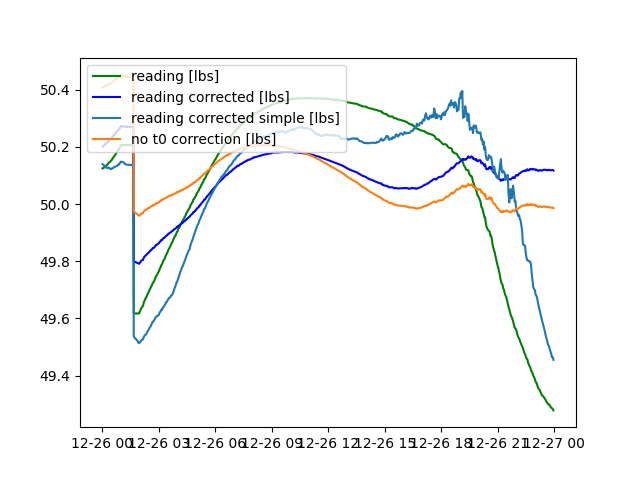 reading [lbs]
reading corrected [lbs]
reading corrected simple [lbs]
no t0 correction [lbs]
50.4
50.2
50.0
49.8
49.6
49.4
12-26 00 12-26 03 12-26 06 12-26 09 12-26 12 12-26 15 12-26 18 12-26 21 12-27 00